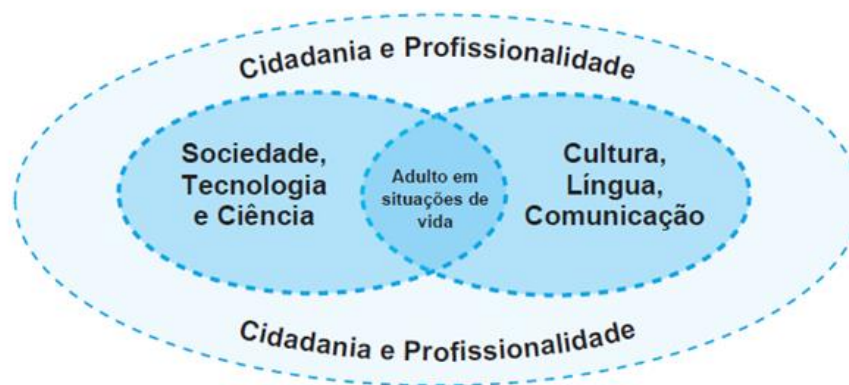 Cidadania e Profissionalidade
Sociedade,
Tecnologia
e Ciência
Adulto em
situações de
vida
Cultura,
Língua,
Comunicação
Cidadania e Profissionalidade